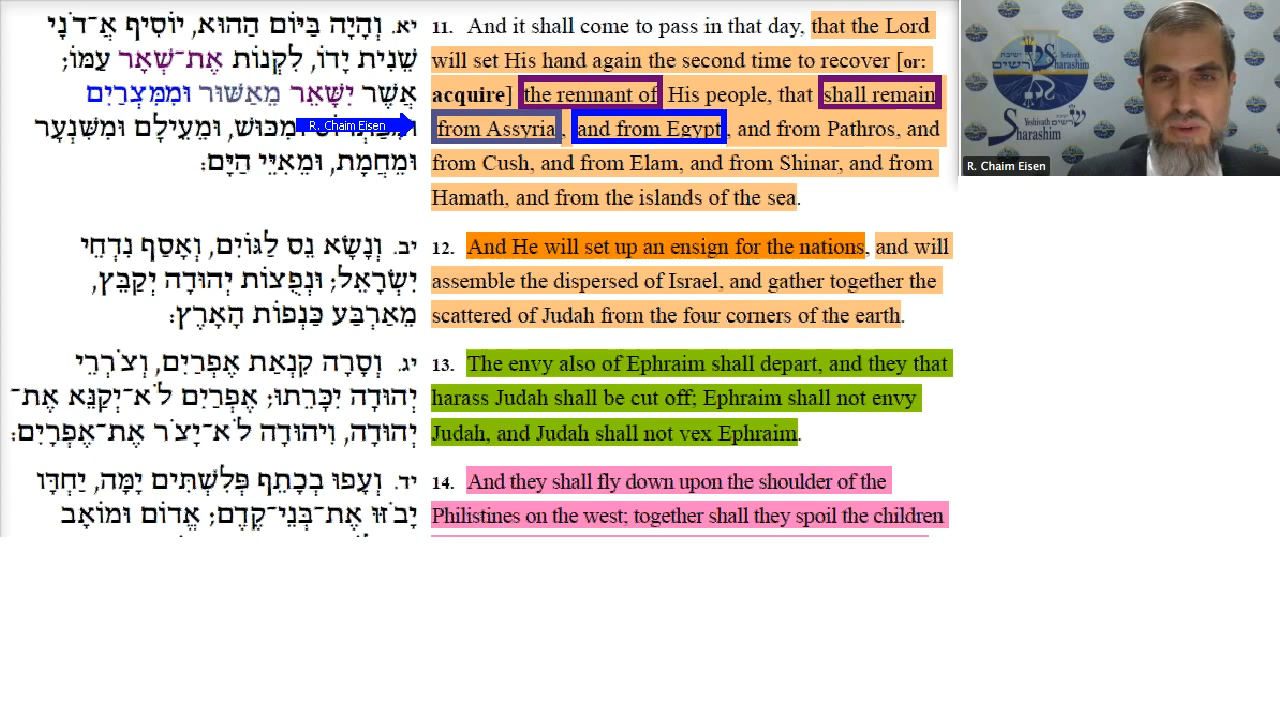 יא. וְהָיָה בַּיּוֹם הַהוּא, יוֹסִיף אֲ־דֹנָי
שֵׁנִית יָדוֹ, לִקְנוֹת אֶת־שְׁאָר עַמּוֹ;
אֲשֶׁר יִשָּׁאֵר מֵאַשּׁוּר וּמִמִּצְרַיִם
מִכּוּשׁ, וּמֵעֵילָם וּמִשִּׁנְעָר
וּמֵחֲמָת, וּמֵאִיֵּי הַיָּם:
R. Chaim Eisen
יב. וְנָשָׂא נֵס לַגּוֹיִם, וְאָסַף נִדְחֵי
יִשְׂרָאֵל; וּנְפֻצוֹת יְהוּדָה יְקַבֵּץ,
מֵאַרְבַּע כַּנְפוֹת הָאָרֶץ:
יג. וְסָרָה קִנְאַת אֶפְרַיִם, וְצֹרְרֵי
יְהוּדָה יִכָּרֵתוּ; אֶפְרַיִם לֹא־יְקַנֵּא אֶת־
יְהוּדָה, וִיהוּדָה לֹא־יָצֹר אֶת־אֶפְרָיִם:
יד. וְעָפוּ בְכָתֵף פְּלִשְׁתִּים יָמָּה, יַחְדָּו
יָבֹזּוּ אֶת־בְּנֵי־קֶדֶם; אֱדוֹם וּמוֹאָב
11. And it shall come to pass in that day, that the Lord
will set His hand again the second time to recover [or:
acquire] the remnant of His people, that shall remain
from Assyria, and from Egypt, and from Pathros, and
from Cush, and from Elam, and from Shinar, and from
Hamath, and from the islands of the sea.
12. And He will set up an ensign for the nations, and will
assemble the dispersed of Israel, and gather together the
scattered of Judah from the four corners of the earth.
13. The envy also of Ephraim shall depart, and they that
harass Judah shall be cut off; Ephraim shall not envy
Judah, and Judah shall not vex Ephraim.
14. And they shall fly down upon the shoulder of the
Philistines on the west; together shall they spoil the children
Yeshivath
Sharashim
R. Chaim Eisen